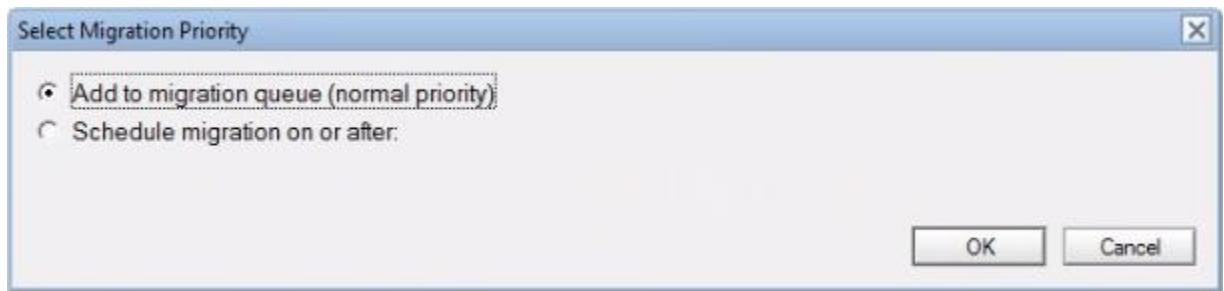 Select Migration Priority
Add to migration queue (normal priority)
Schedule migration on or after:
OK Cancel